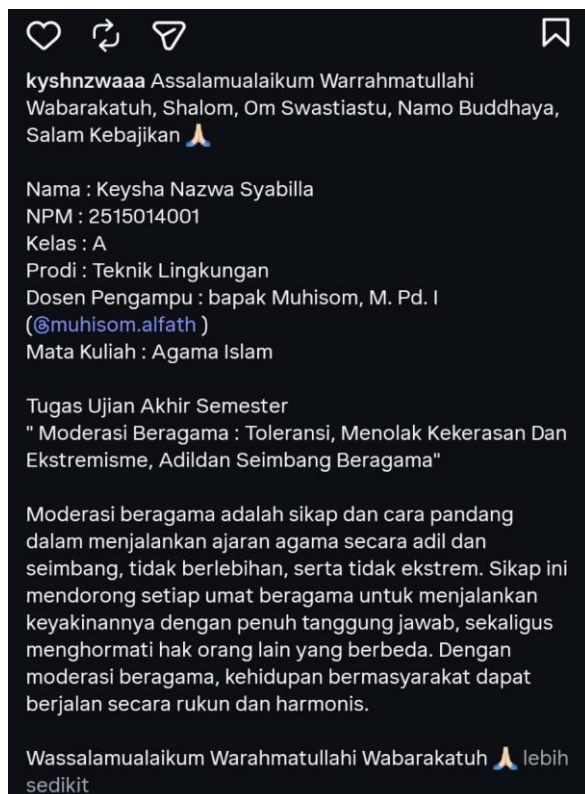 kyshnzwaaa Assalamualaikum Warrahmatullahi
Wabarakatuh, Shalom, Om Swastiastu, Namo Buddhaya,
Salam Kebajikan 🙏🏻
Nama : Keysha Nazwa Syabilla
NPM : 2515014001
Kelas : A
Prodi : Teknik Lingkungan
Dosen Pengampu : bapak Muhisom, M. Pd. I
(@muhisom.alfath )
Mata Kuliah : Agama Islam
Tugas Ujian Akhir Semester
" Moderasi Beragama : Toleransi, Menolak Kekerasan Dan
Ekstremisme, Adildan Seimbang Beragama"
Moderasi beragama adalah sikap dan cara pandang
dalam menjalankan ajaran agama secara adil dan
seimbang, tidak berlebihan, serta tidak ekstrem. Sikap ini
mendorong setiap umat beragama untuk menjalankan
keyakinannya dengan penuh tanggung jawab, sekaligus
menghormati hak orang lain yang berbeda. Dengan
moderasi beragama, kehidupan bermasyarakat dapat
berjalan secara rukun dan harmonis.
Wassalamualaikum Warahmatullahi Wabarakatuh 🙏🏻 lebih
sedikit